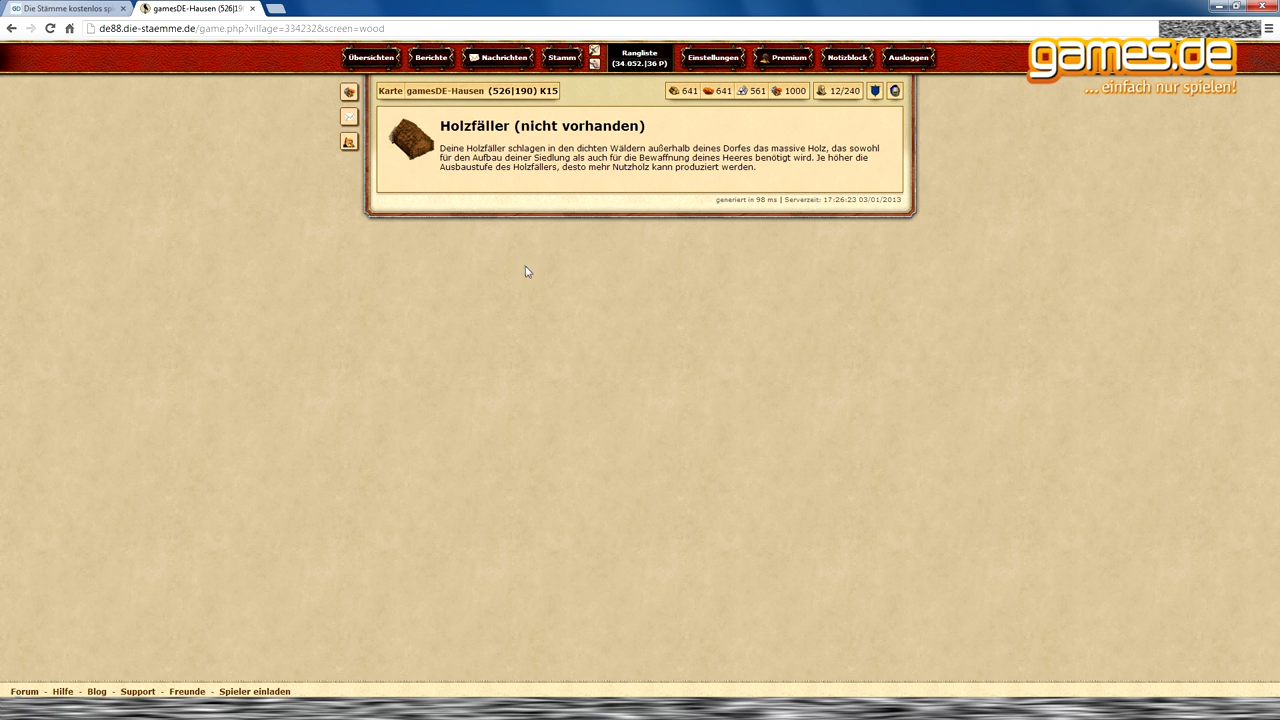 Die Stämme kostenlos spi
gamesDE-Hausen (526|19
de88.die-staemme.de/game.php?village=334232&screen=wood
Übersichten
Berichte
Nachrichten
Stamm
Rangliste
(34.052.|36 P)
Einstellungen
Premium
Notizblock
Ausloggen
games.de
... einfach nur spielen!
Karte gamesDE-Hausen (526|190) K15
641 641 561 1000 12/240
Holzfäller (nicht vorhanden)
Deine Holzfäller schlagen in den dichten Wäldern außerhalb deines Dorfes das massive Holz, das sowohl
für den Aufbau deiner Siedlung als auch für die Bewaffnung deines Heeres benötigt wird. Je höher die
Ausbaustufe des Holzfällers, desto mehr Nutzholz kann produziert werden.
generiert in 98 ms | Serverzeit: 17:26:23 03/01/2013
Forum - Hilfe - Blog - Support - Freunde - Spieler einladen